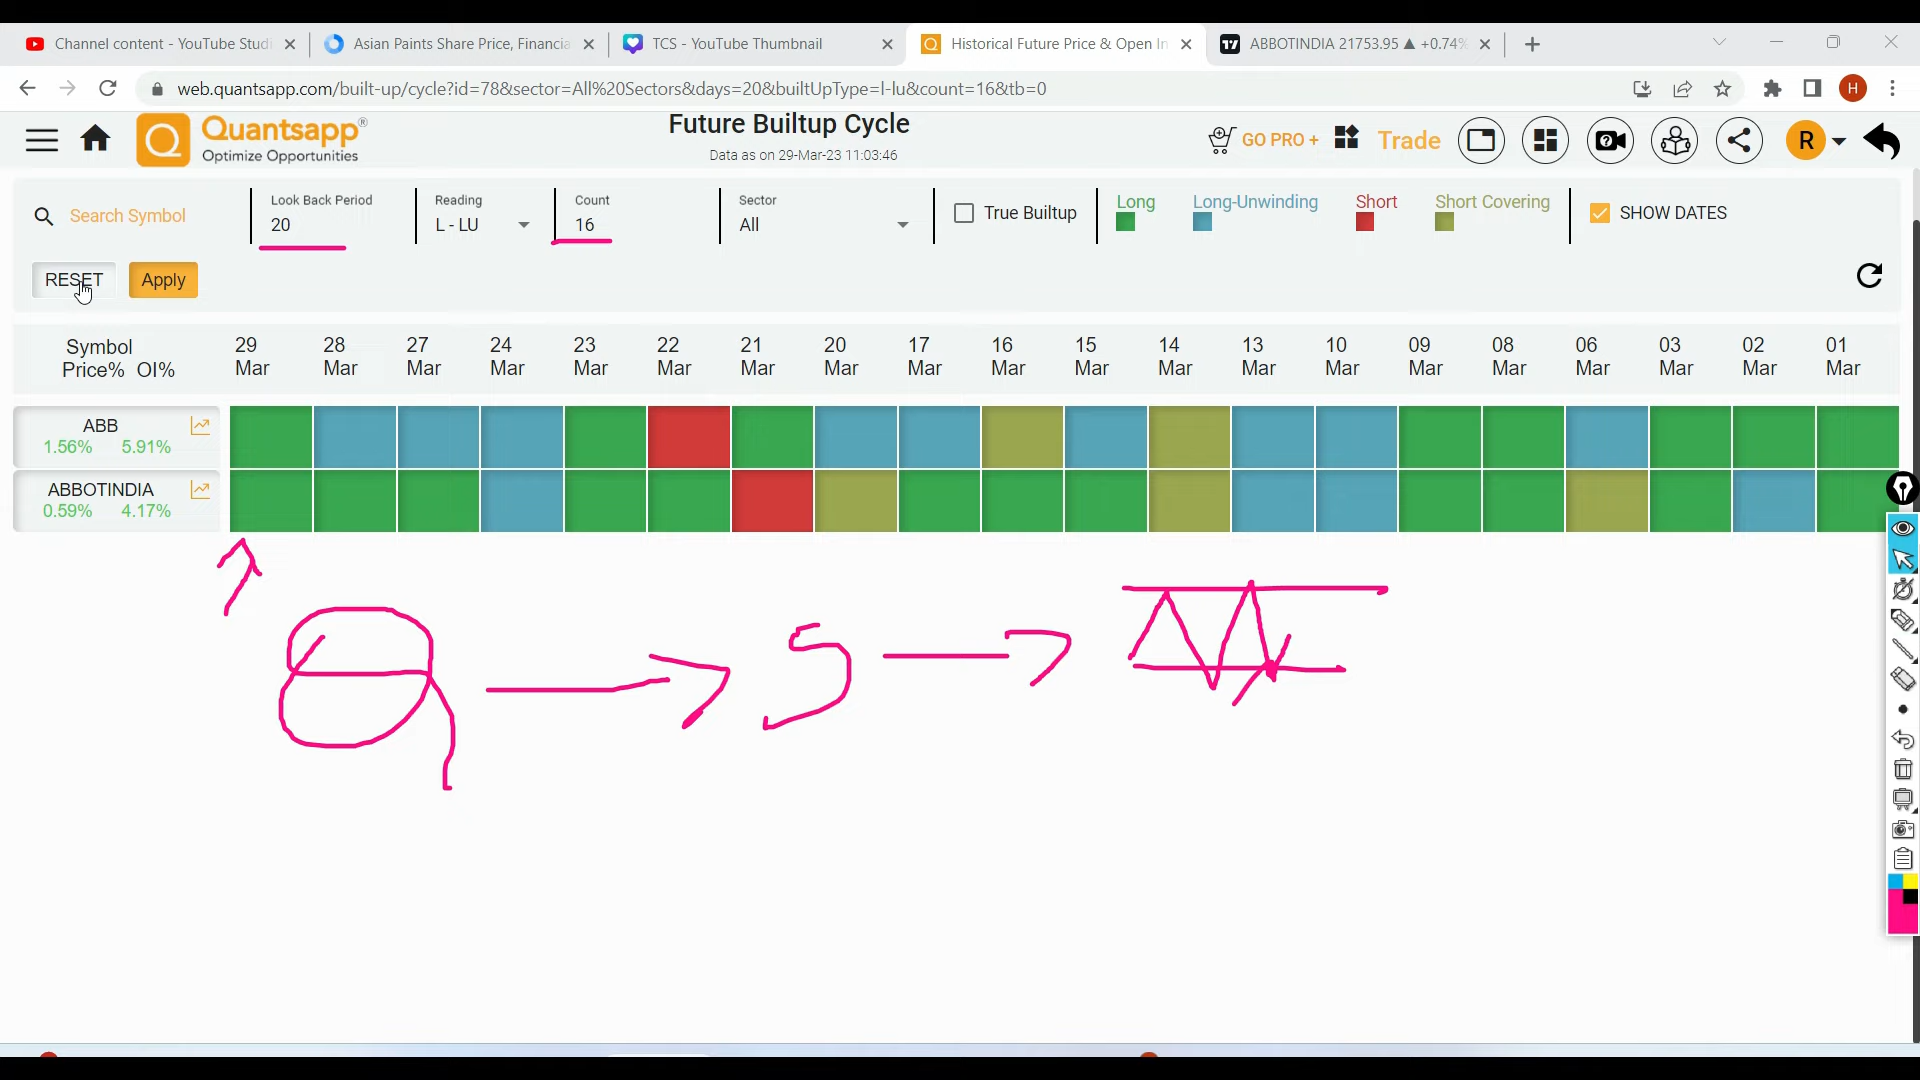 Channel content - YouTube Studi
Asian Paints Share Price, Financia
TCS - YouTube Thumbnail
Historical Future Price & Open In
ABBOTINDIA 21753.95 ▲ +0.74%
web.quantsapp.com/built-up/cycle?id=78&sector=All%20Sectors&days=20&builtUpType=l-lu&count=16&tb=0
H
Quantsapp®
Optimize Opportunities
Future Builtup Cycle
Data as on 29-Mar-23 11:03:46
GO PRO +
Trade
R
Search Symbol
Look Back Period
20
Reading
L - LU
Count
16
Sector
All
True Builtup
Long
Long-Unwinding
Short
Short Covering
SHOW DATES
RESET
Apply
Symbol
Price% OI%
29 Mar
28 Mar
27 Mar
24 Mar
23 Mar
22 Mar
21 Mar
20 Mar
17 Mar
16 Mar
15 Mar
14 Mar
13 Mar
10 Mar
09 Mar
08 Mar
06 Mar
03 Mar
02 Mar
01 Mar
ABB
1.56% 5.91%
ABBOTINDIA
0.59% 4.17%